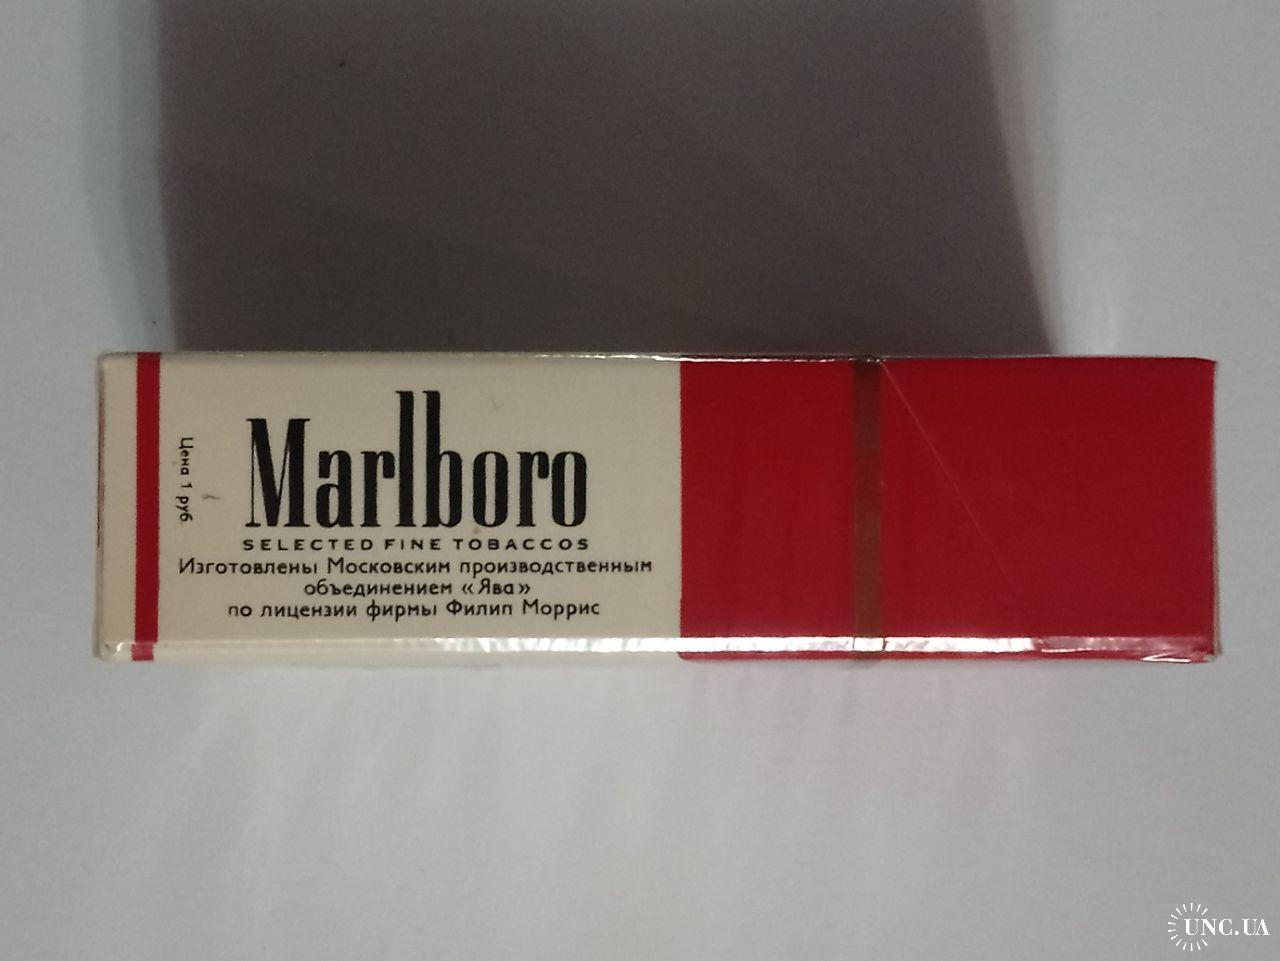 Цена 1 руб
Marlboro
SELECTED FINE TOBACCOS
Изготовлены Московским производственным
объединением «Ява»
по лицензии фирмы Филип Моррис
UNC.UA